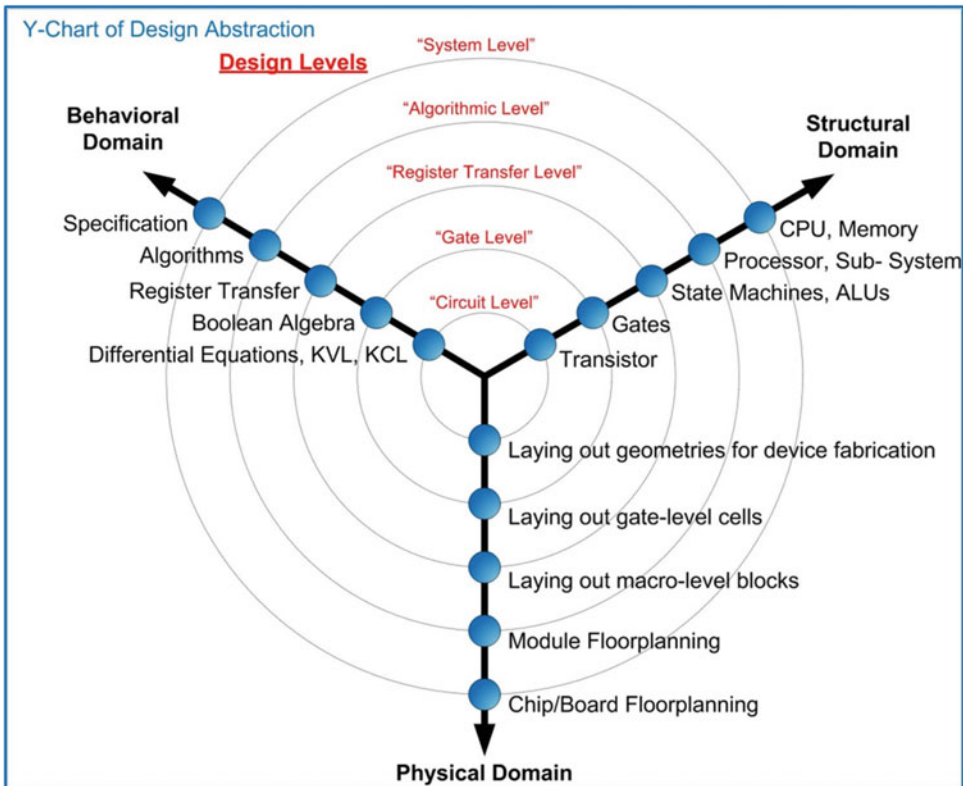 Y-Chart of Design Abstraction
Design Levels
“System Level”
“Algorithmic Level”
“Register Transfer Level”
“Gate Level”
“Circuit Level”
Behavioral
Domain
Specification
Algorithms
Register Transfer
Boolean Algebra
Differential Equations, KVL, KCL
Structural
Domain
CPU, Memory
Processor, Sub- System
State Machines, ALUs
Gates
Transistor
Laying out geometries for device fabrication
Laying out gate-level cells
Laying out macro-level blocks
Module Floorplanning
Chip/Board Floorplanning
Physical Domain